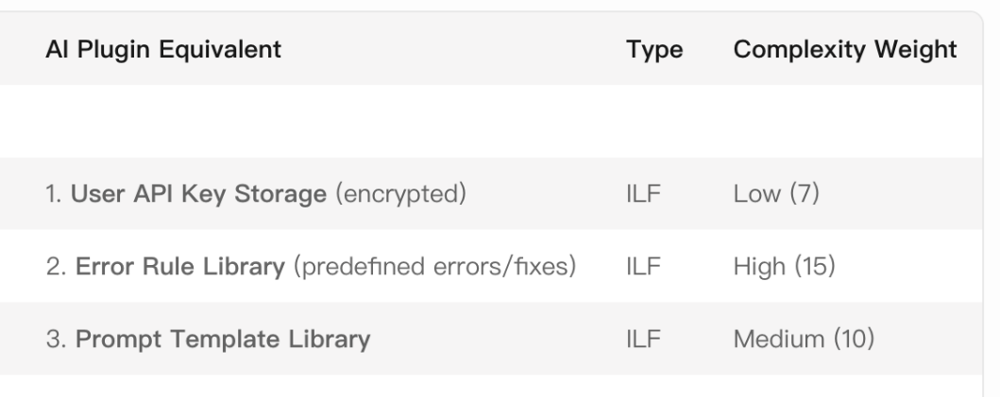 AI Plugin Equivalent Type Complexity Weight
1. User API Key Storage (encrypted) ILF Low (7)
2. Error Rule Library (predefined errors/fixes) ILF High (15)
3. Prompt Template Library ILF Medium (10)